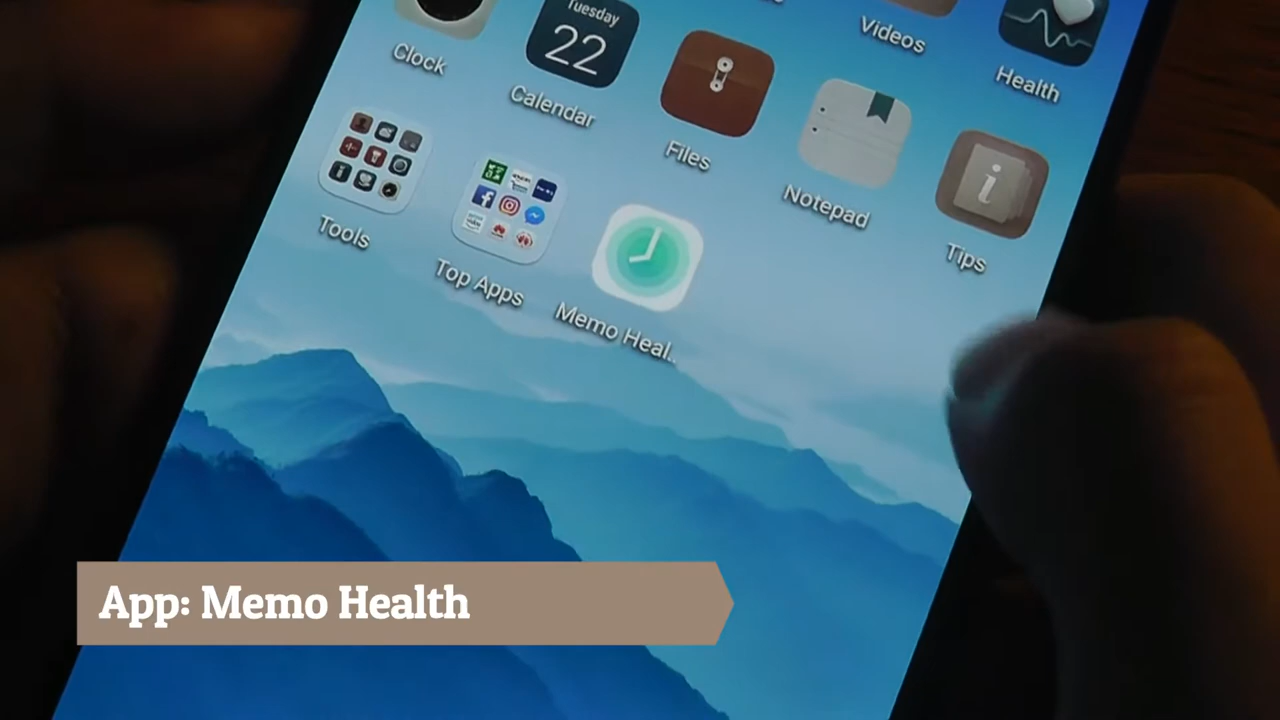 Tuesday
22
Videos
Health
Clock
Calendar
Files
Notepad
Tips
Tools
Top Apps
Memo Heal..
App: Memo Health